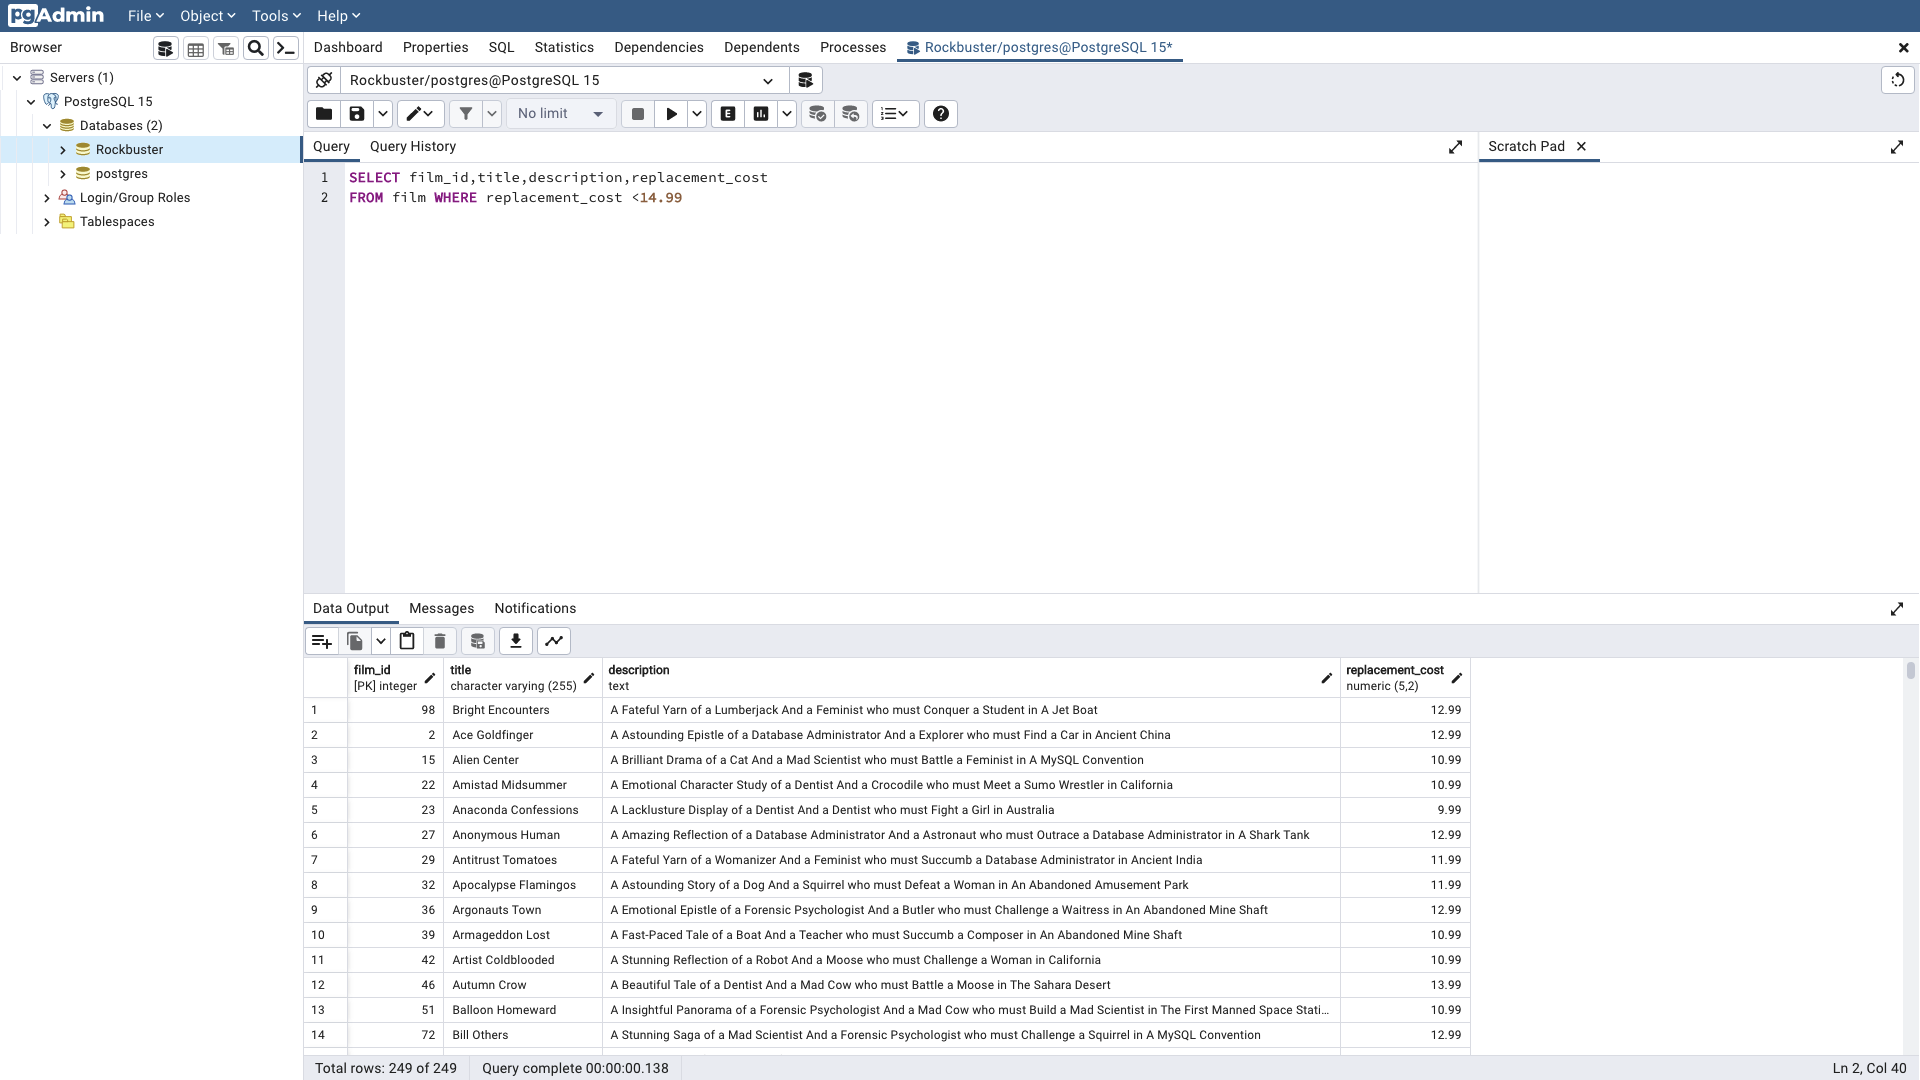 pgAdmin File Object Tools Help
Browser
Dashboard Properties SQL Statistics Dependencies Dependents Processes Rockbuster/postgres@PostgreSQL 15*
Servers (1)
PostgreSQL 15
Databases (2)
Rockbuster
postgres
Login/Group Roles
Tablespaces
Rockbuster/postgres@PostgreSQL 15
No limit
E
Query Query History
Scratch Pad
1 SELECT film_id,title,description,replacement_cost
2 FROM film WHERE replacement_cost <14.99
Data Output Messages Notifications
film_id title description replacement_cost
[PK] integer character varying (255) text numeric (5,2)
1 98 Bright Encounters A Fateful Yarn of a Lumberjack And a Feminist who must Conquer a Student in A Jet Boat 12.99
2 2 Ace Goldfinger A Astounding Epistle of a Database Administrator And a Explorer who must Find a Car in Ancient China 12.99
3 15 Alien Center A Brilliant Drama of a Cat And a Mad Scientist who must Battle a Feminist in A MySQL Convention 10.99
4 22 Amistad Midsummer A Emotional Character Study of a Dentist And a Crocodile who must Meet a Sumo Wrestler in California 10.99
5 23 Anaconda Confessions A Lacklusture Display of a Dentist And a Dentist who must Fight a Girl in Australia 9.99
6 27 Anonymous Human A Amazing Reflection of a Database Administrator And a Astronaut who must Outrace a Database Administrator in A Shark Tank 12.99
7 29 Antitrust Tomatoes A Fateful Yarn of a Womanizer And a Feminist who must Succumb a Database Administrator in Ancient India 11.99
8 32 Apocalypse Flamingos A Astounding Story of a Dog And a Squirrel who must Defeat a Woman in An Abandoned Amusement Park 11.99
9 36 Argonauts Town A Emotional Epistle of a Forensic Psychologist And a Butler who must Challenge a Waitress in An Abandoned Mine Shaft 12.99
10 39 Armageddon Lost A Fast-Paced Tale of a Boat And a Teacher who must Succumb a Composer in An Abandoned Mine Shaft 10.99
11 42 Artist Coldblooded A Stunning Reflection of a Robot And a Moose who must Challenge a Woman in California 10.99
12 46 Autumn Crow A Beautiful Tale of a Dentist And a Mad Cow who must Battle a Moose in The Sahara Desert 13.99
13 51 Balloon Homeward A Insightful Panorama of a Forensic Psychologist And a Mad Cow who must Build a Mad Scientist in The First Manned Space Stati... 10.99
14 72 Bill Others A Stunning Saga of a Mad Scientist And a Forensic Psychologist who must Challenge a Squirrel in A MySQL Convention 12.99
Total rows: 249 of 249 Query complete 00:00:00.138 Ln 2, Col 40